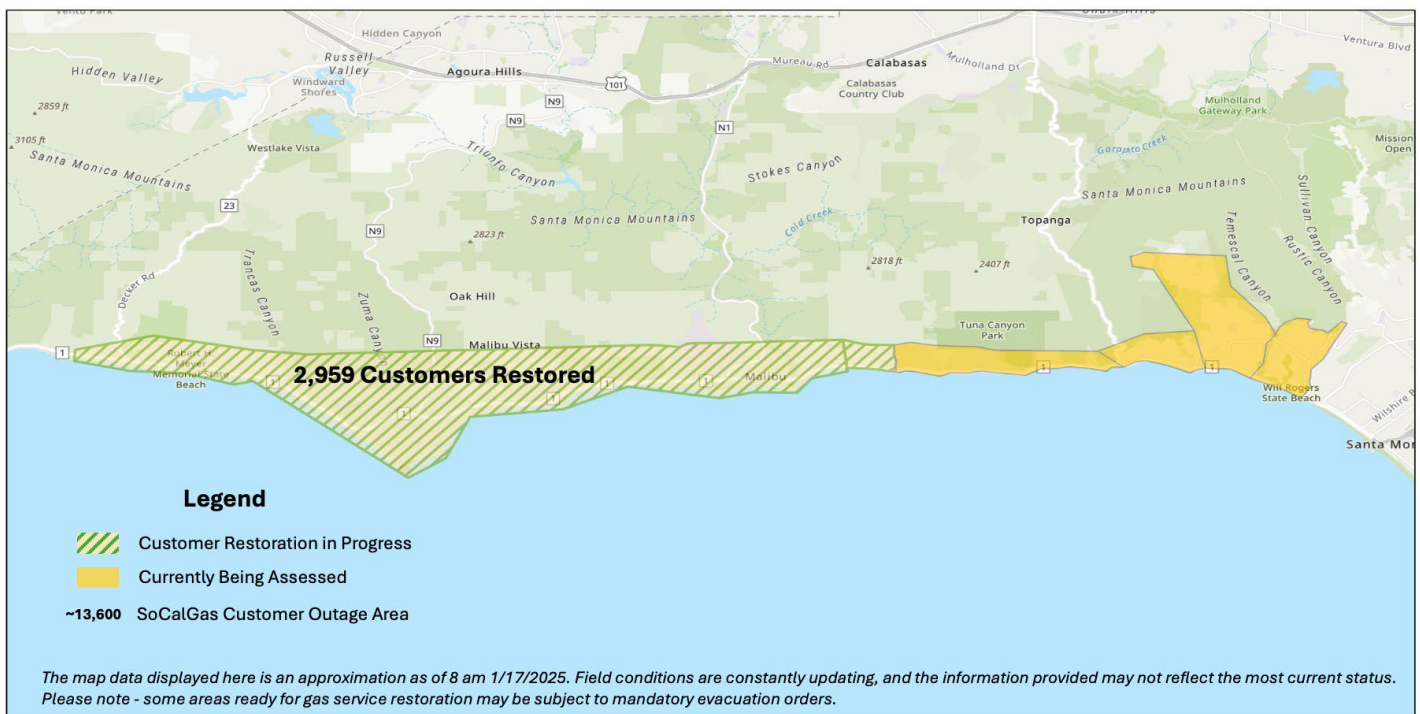 Hidden Canyon
Ventura Blvd
Russell
Valley
Hidden Valley
Agoura Hills
Calabasas
Mureau Rd
Mulholland Dr
Windward
Shores
101
Calabasas
Country Club
2859 ft
N9
Mulholland
Gateway Park
N9
N1
3105 ft
Westlake Vista
Garapito Creek
Mission
Open
Santa Monica Mountains
Triunfo Canyon
Stokes Canyon
Santa Monica Mountains
Sullivan Canyon
23
Santa Monica Mountains
Cold Creek
Topanga
Temescal Canyon
Rustic Canyon
N9
2823 ft
2818 ft
2407 ft
Trancas Canyon
Decker Rd
Zuma Canyon
Oak Hill
Tuna Canyon
Park
N9
Malibu Vista
1
Robert H.
Meyer
Memorial State
Beach
2,959 Customers Restored
Malibu
1
1
1
1
1
1
1
Will Rogers
State Beach
Wilshire B
Santa Mon
Legend
Customer Restoration in Progress
Currently Being Assessed
~13,600 SoCalGas Customer Outage Area
The map data displayed here is an approximation as of 8 am 1/17/2025. Field conditions are constantly updating, and the information provided may not reflect the most current status.
Please note - some areas ready for gas service restoration may be subject to mandatory evacuation orders.